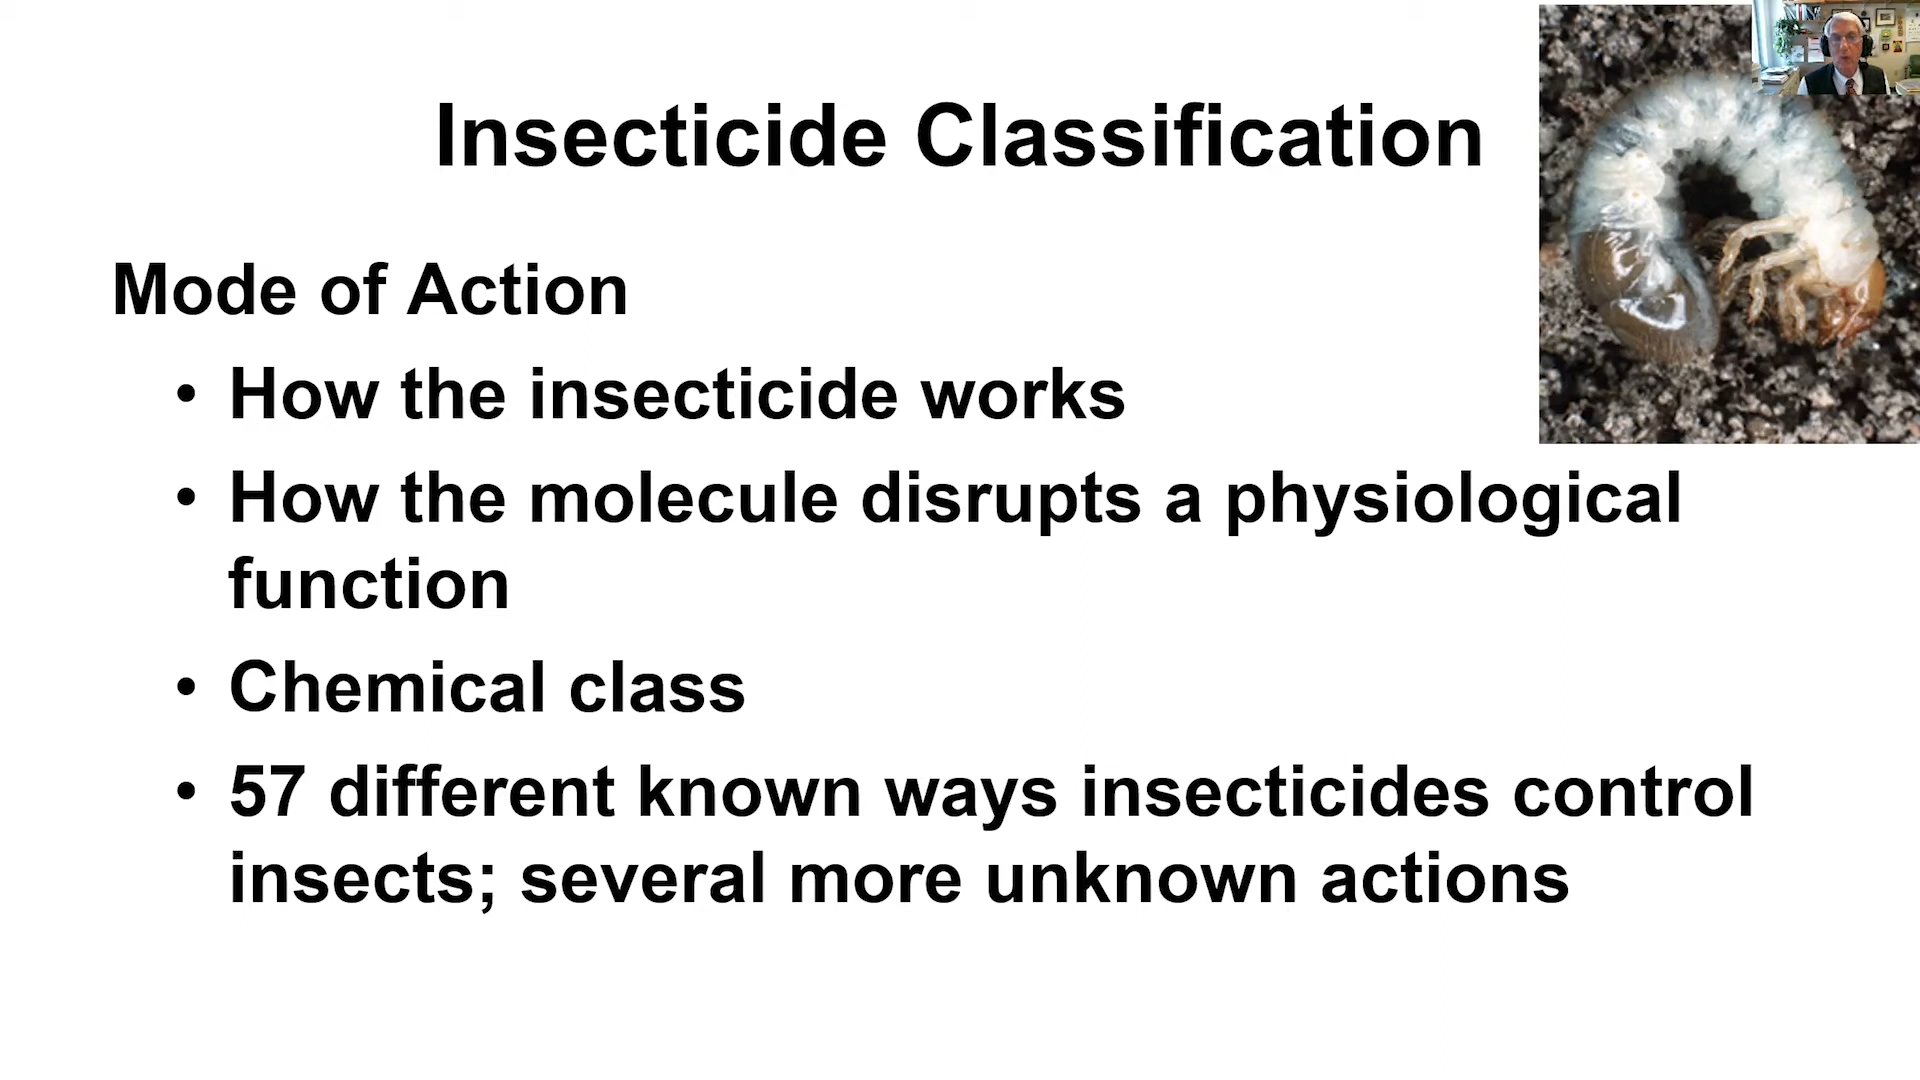 Insecticide Classification
Mode of Action
• How the insecticide works
• How the molecule disrupts a physiological
function
• Chemical class
• 57 different known ways insecticides control
insects; several more unknown actions